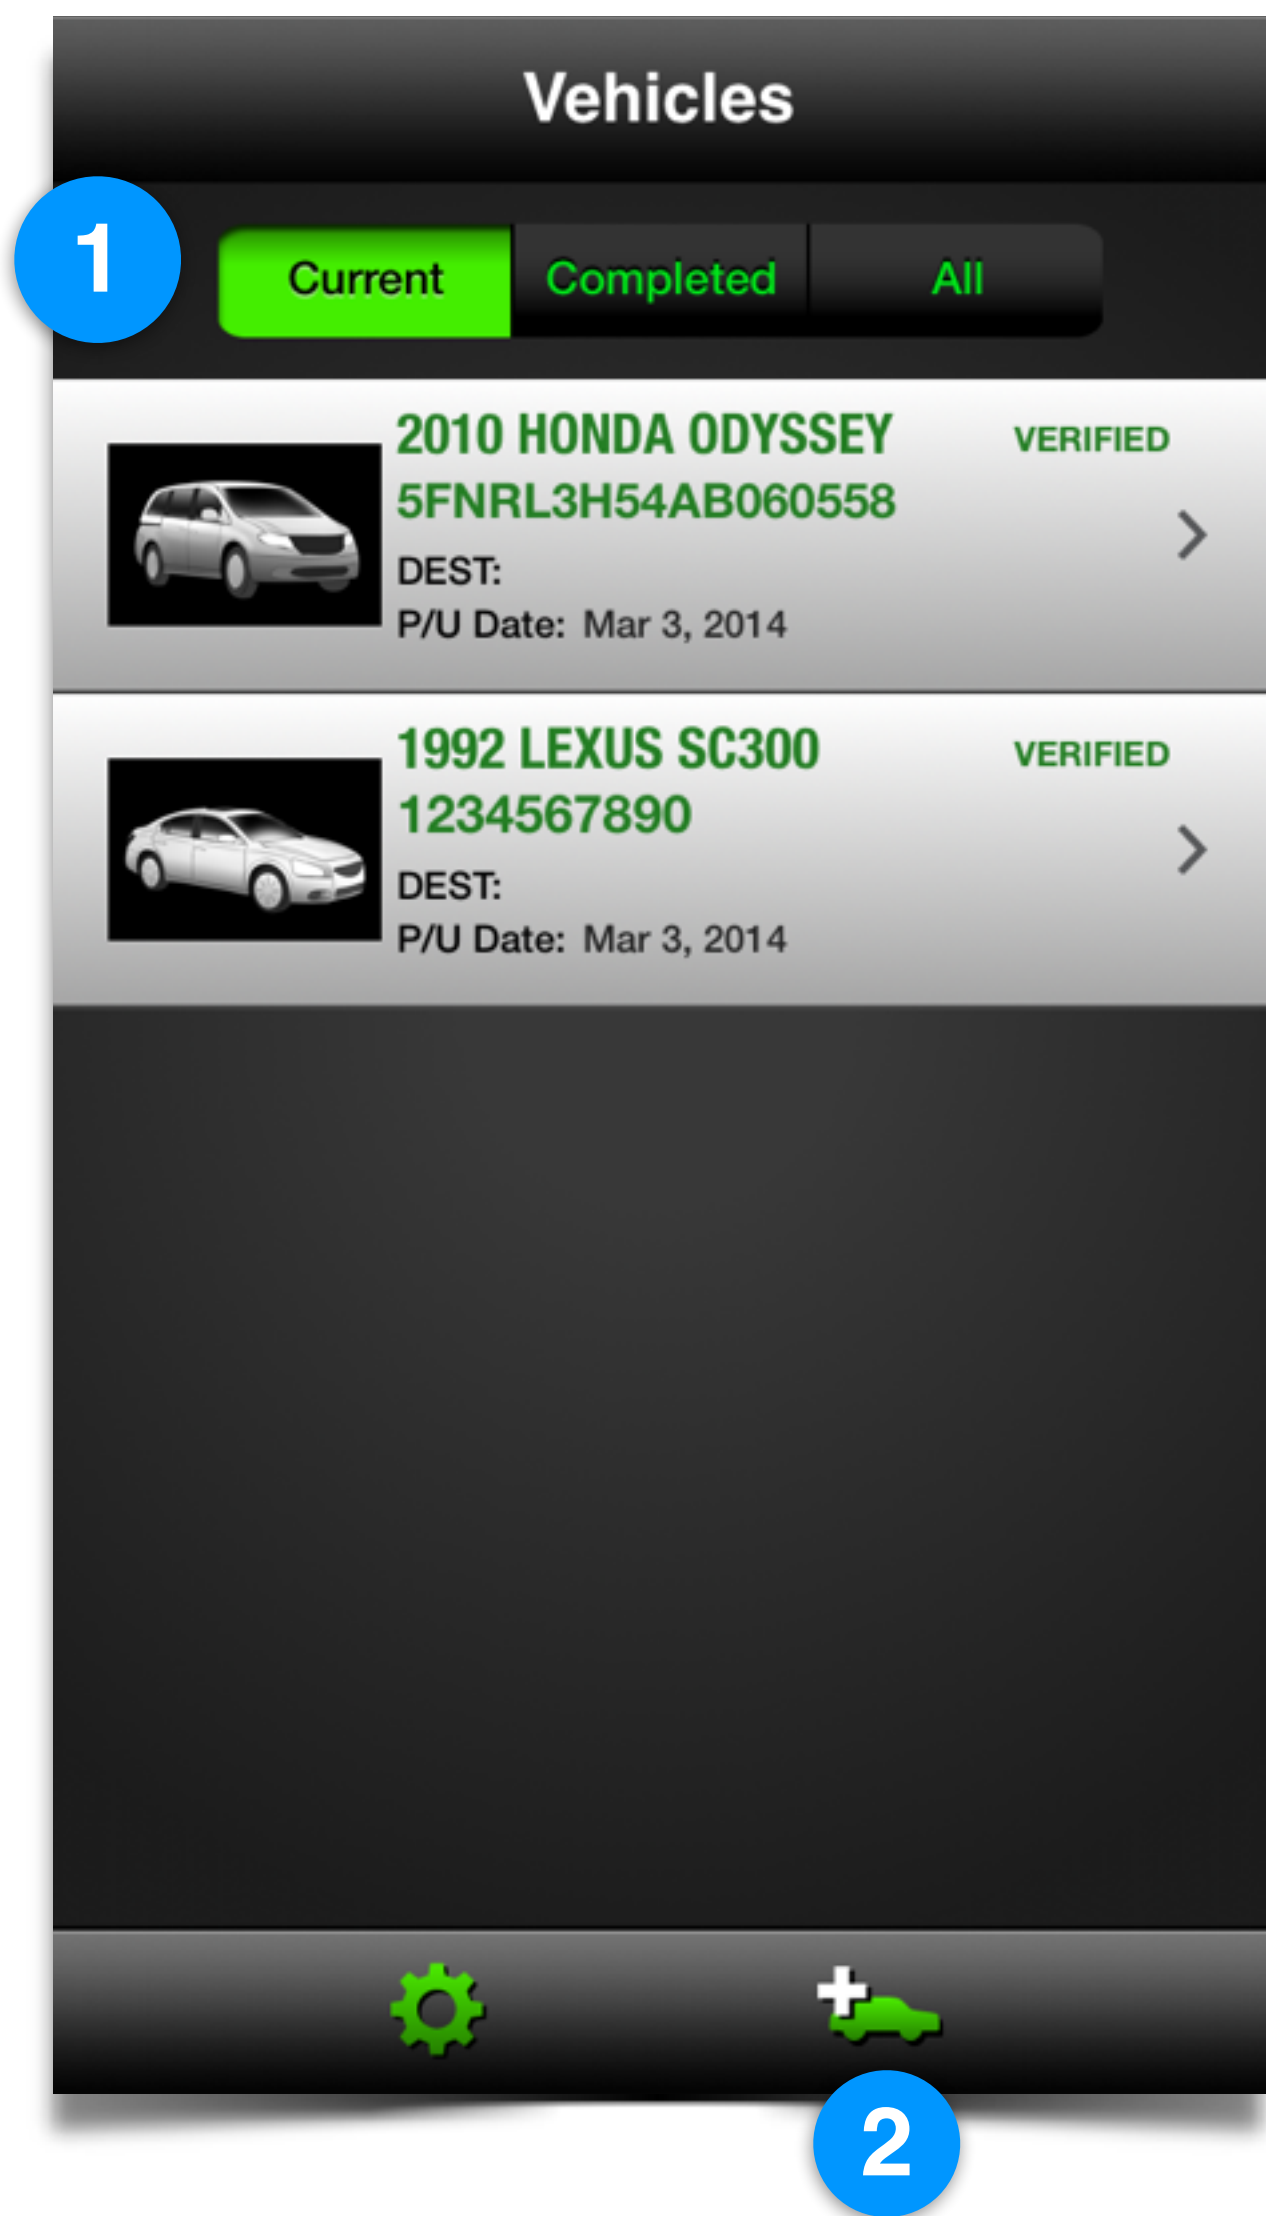 Vehicles
1
Current Completed All
2010 HONDA ODYSSEY VERIFIED
5FNRL3H54AB060558
DEST:
P/U Date: Mar 3, 2014
1992 LEXUS SC300 VERIFIED
1234567890
DEST:
P/U Date: Mar 3, 2014
2